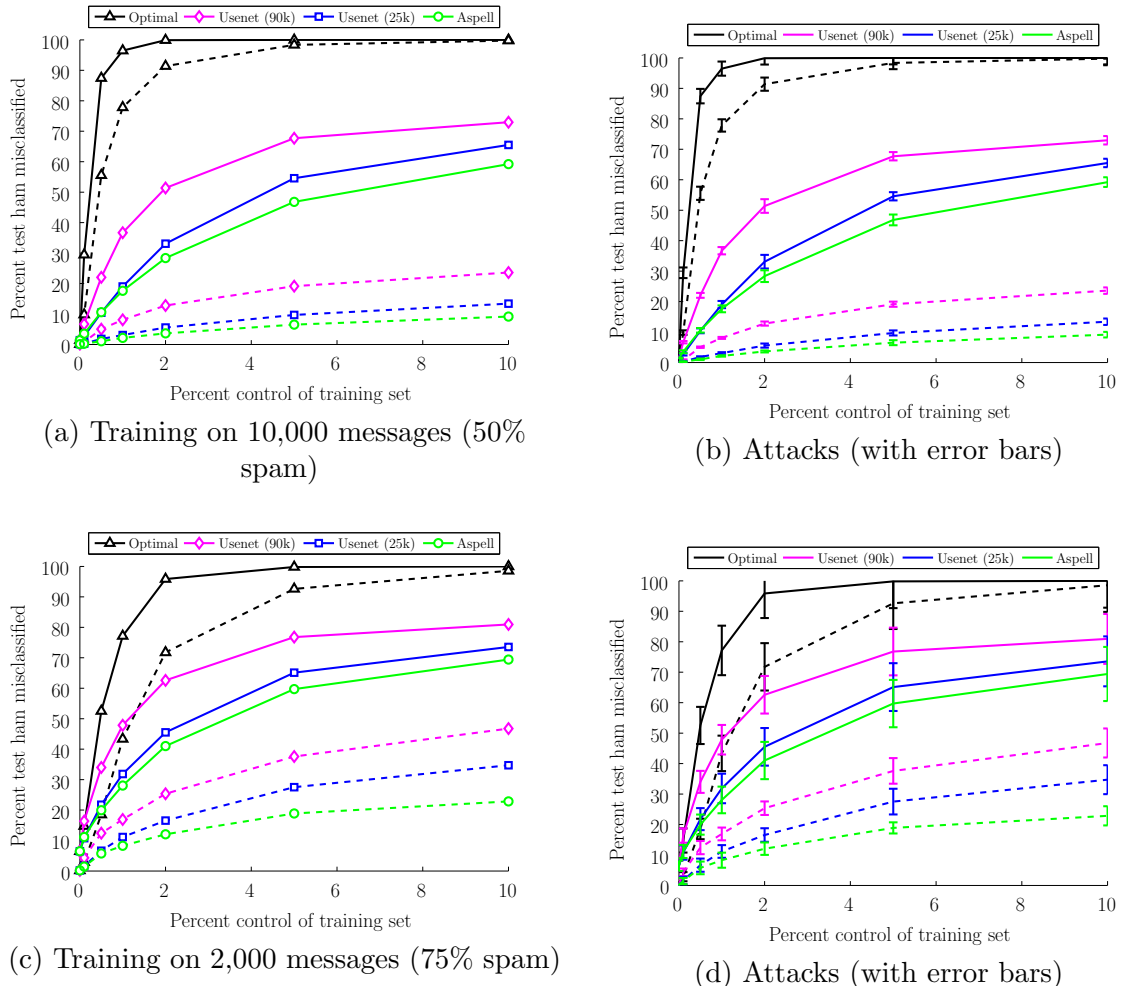 Optimal Usenet (90k) Usenet (25k) Aspell
100
90
80
70
60
50
40
30
20
10
0
Percent test ham misclassified
0 2 4 6 8 10
Percent control of training set
(a) Training on 10,000 messages (50%
spam)
Optimal Usenet (90k) Usenet (25k) Aspell
100
90
80
70
60
50
40
30
20
10
0
Percent test ham misclassified
0 2 4 6 8 10
Percent control of training set
(b) Attacks (with error bars)
Optimal Usenet (90k) Usenet (25k) Aspell
100
90
80
70
60
50
40
30
20
10
0
Percent test ham misclassified
0 2 4 6 8 10
Percent control of training set
(c) Training on 2,000 messages (75% spam)
Optimal Usenet (90k) Usenet (25k) Aspell
100
90
80
70
60
50
40
30
20
10
0
Percent test ham misclassified
0 2 4 6 8 10
Percent control of training set
(d) Attacks (with error bars)